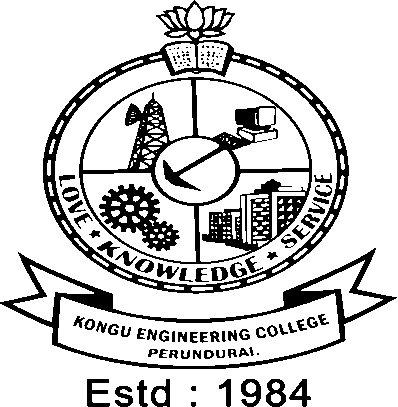 LOVE ★ KNOWLEDGE ★ SERVICE
KONGU ENGINEERING COLLEGE
PERUNDURAI.
Estd : 1984